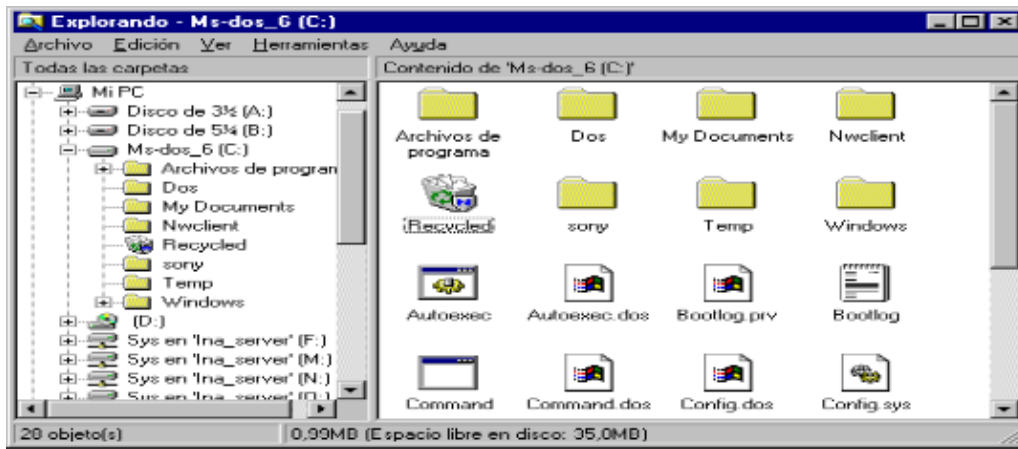 Explorando - Ms-dos_6 (C:)
Archivo Edición Ver Herramientas Ayuda
Todas las carpetas
Contenido de 'Ms-dos_6 (C:)'
Mi PC
Disco de 3½ (A:)
Disco de 5¼ (B:)
Ms-dos_6 (C:)
Archivos de progran
Dos
My Documents
Nwclient
Recycled
sony
Temp
Windows
(D:)
Sys en 'Ina_server' (F:)
Sys en 'Ina_server' (M:)
Sys en 'Ina_server' (N:)
Sys en 'Ina_server'
Archivos de
programa
Dos
My Documents
Nwclient
Recycled
sony
Temp
Windows
Autoexec
Autoexec.dos
Bootlog.prv
Bootlog
Command
Command.dos
Config.dos
Config.sys
28 objeto(s)
0,99MB (Espacio libre en disco: 35,0MB)